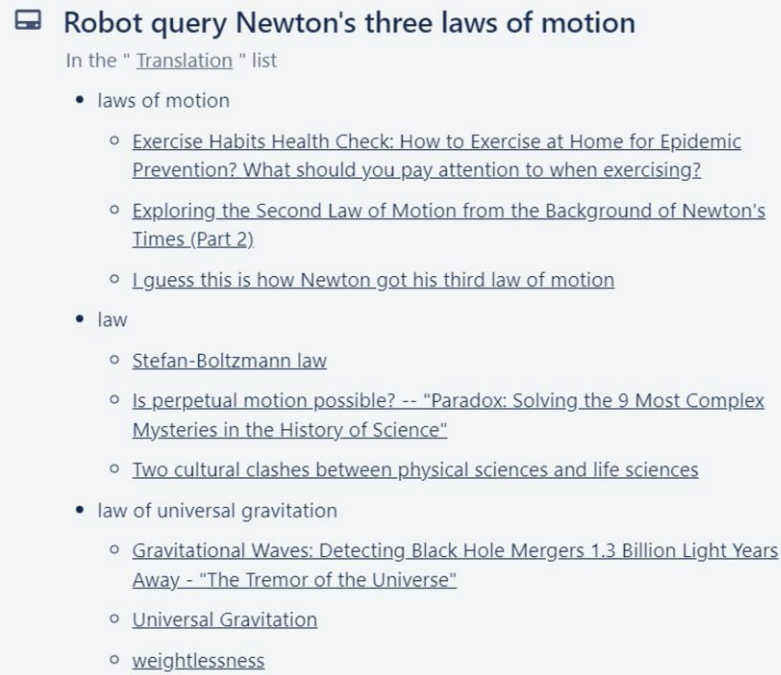 Robot query Newton's three laws of motion
In the " Translation " list
laws of motion
Exercise Habits Health Check: How to Exercise at Home for Epidemic
Prevention? What should you pay attention to when exercising?
Exploring the Second Law of Motion from the Background of Newton's
Times (Part 2)
I guess this is how Newton got his third law of motion
law
Stefan-Boltzmann law
Is perpetual motion possible? -- "Paradox: Solving the 9 Most Complex
Mysteries in the History of Science"
Two cultural clashes between physical sciences and life sciences
law of universal gravitation
Gravitational Waves: Detecting Black Hole Mergers 1.3 Billion Light Years
Away - "The Tremor of the Universe"
Universal Gravitation
weightlessness